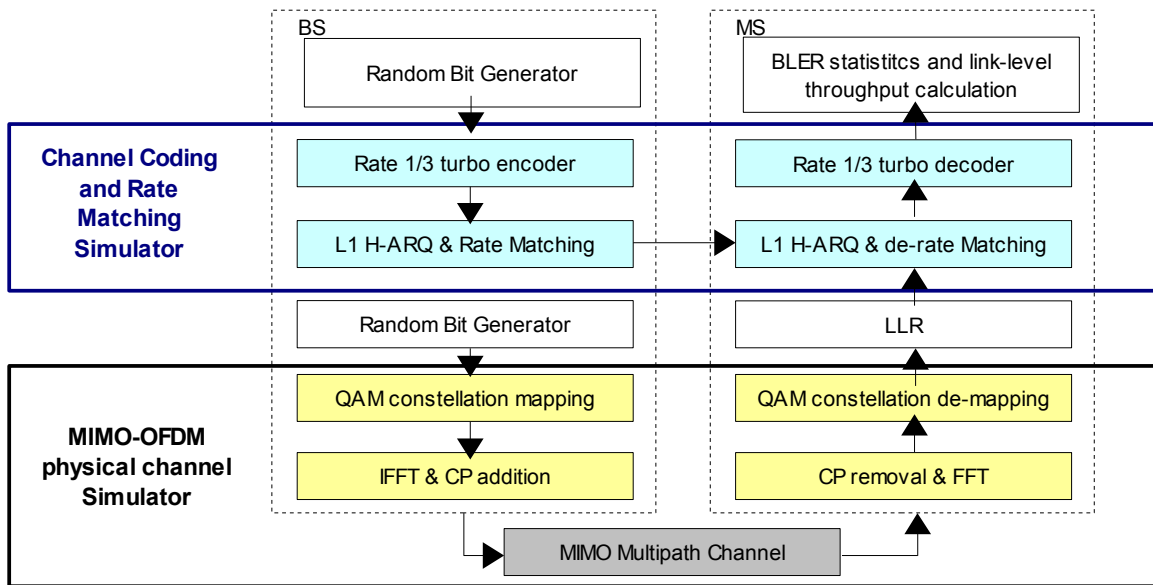 BS
MS
Random Bit Generator
BLER statistitcs and link-level
throughput calculation
Channel Coding
and Rate
Matching
Simulator
Rate 1/3 turbo encoder
Rate 1/3 turbo decoder
L1 H-ARQ & Rate Matching
L1 H-ARQ & de-rate Matching
Random Bit Generator
LLR
MIMO-OFDM
physical channel
Simulator
QAM constellation mapping
QAM constellation de-mapping
IFFT & CP addition
CP removal & FFT
MIMO Multipath Channel